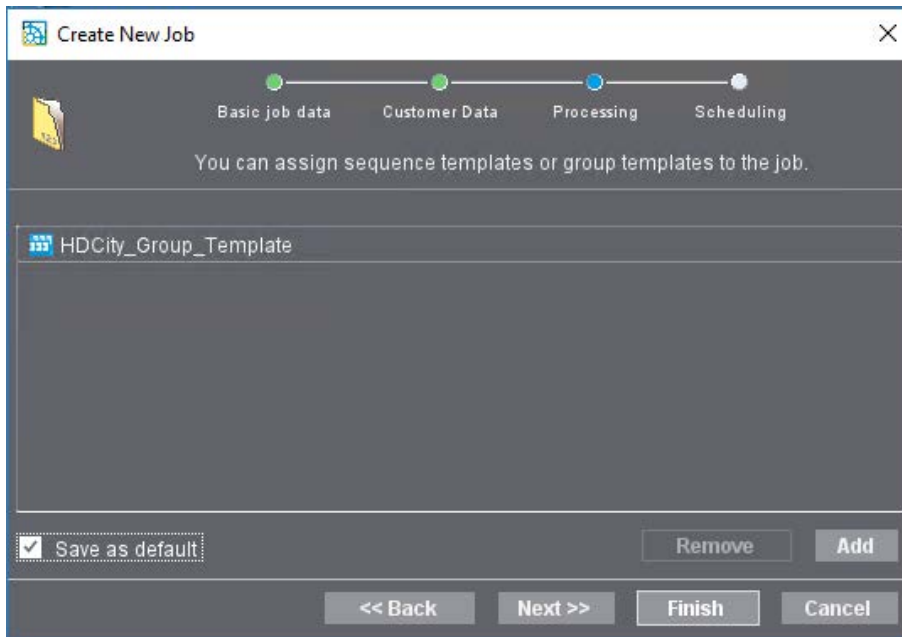 Create New Job
Basic job data Customer Data Processing Scheduling
You can assign sequence templates or group templates to the job.
HDCity_Group_Template
Save as default Remove Add
<< Back Next >> Finish Cancel